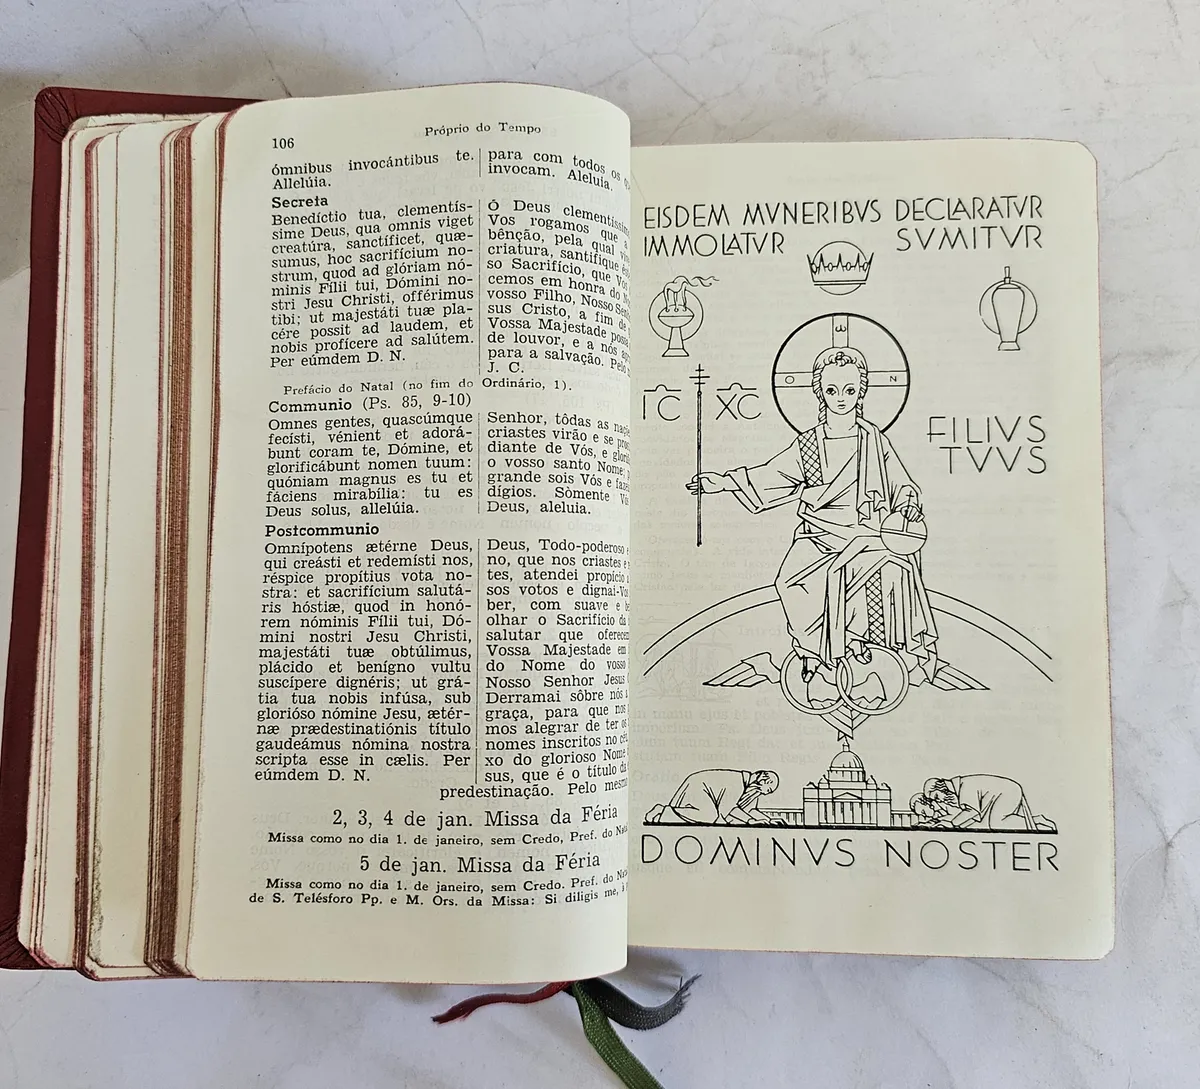 106
Próprio do Tempo
ómnibus invocántibus te.
Allelúia.
Secreta
Benedíctio tua, clementís-
sime Deus, qua omnis viget
creatúra, sanctíficet, quæ-
sumus, hoc sacrifícium no-
strum, quod ad glóriam nó-
minis Fílii tui, Dómini no-
stri Jesu Christi, offérimus
tibi; ut majestáti tuæ pla-
cére possit ad laudem, et
nobis profícere ad salútem.
Per eúmdem D. N.
para com todos os
invocam. Aleluia.
Ó Deus clementíssimo
Vos rogamos que a
bênção, pela qual
criatura, santifique
so Sacrifício, que Vos
cemos em honra do
vosso Filho, Nosso
sus Cristo, a fim de
Vossa Majestade
de louvor, e a nós
para a salvação.
J. C.
Prefácio do Natal (no fim do Ordinário, 1).
Communio (Ps. 85, 9-10)
Omnes gentes, quascúmque
fecísti, vénient et adorá-
bunt coram te, Dómine, et
glorificábunt nomen tuum:
quóniam magnus es tu et
fáciens mirabília: tu es
Deus solus, allelúia.
Senhor, tôdas as
criastes virão e se
diante de Vós, e
o vosso santo Nome;
grande sois Vós e
dígios. Sòmente Vós
Deus, aleluia.
Postcommunio
Omnípotens ætérne Deus,
qui creásti et redemísti nos,
réspice propítius vota no-
stra: et sacrifícium salutá-
ris hóstiæ, quod in honó-
rem nóminis Fílii tui, Dó-
mini nostri Jesu Christi,
majestáti tuæ obtúlimus,
plácido et benígno vultu
suscípere dignéris; ut grá-
tia tua nobis infúsa, sub
glorióso nómine Jesu, ætér-
næ prædestinatiónis título
gaudeámus nómina nostra
scripta esse in cælis. Per
eúmdem D. N.
Deus, Todo-poderoso
no, que nos criastes
tes, atendei propício
sos votos e
ber, com suave e
olhar o Sacrifício da
salutar que
Vossa Majestade em
do Nome do vosso
Nosso Senhor Jesus
Derramai sôbre nós
graça, para que nos
mos alegrar de ter os
nomes inscritos no
xo do glorioso Nome
sus, que é o título da
predestinação. Pelo mesmo
2, 3, 4 de jan. Missa da Féria
Missa como no dia 1. de janeiro, sem Credo, Pref. do
5 de jan. Missa da Féria
Missa como no dia 1. de janeiro, sem Credo. Pref. do
de S. Telésforo Pp. e M. Ors. da Missa: Si diligis me,
EISDEM MVNERIBVS DECLARATVR
IMMOLATVR SVMITVR
ω
O N
IC XC
FILIVS
TVVS
DOMINVS NOSTER